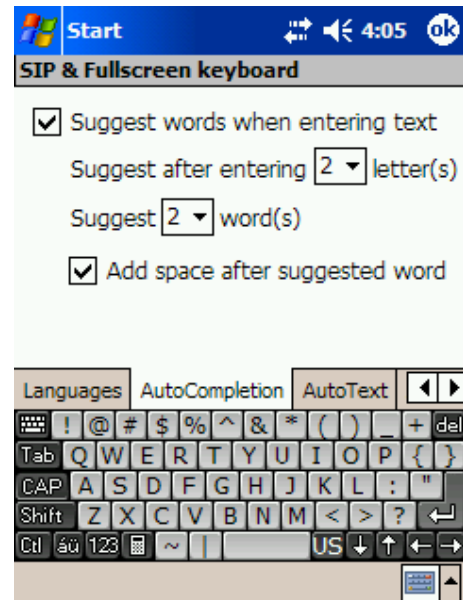 Start 4:05 ok
SIP & Fullscreen keyboard
Suggest words when entering text
Suggest after entering 2 letter(s)
Suggest 2 word(s)
Add space after suggested word
Languages AutoCompletion AutoText
! @ # $ % ^ & * ( ) _ + del
Tab Q W E R T Y U I O P { }
CAP A S D F G H J K L : "
Shift Z X C V B N M < > ?
Ctl áü 123 ~ | US